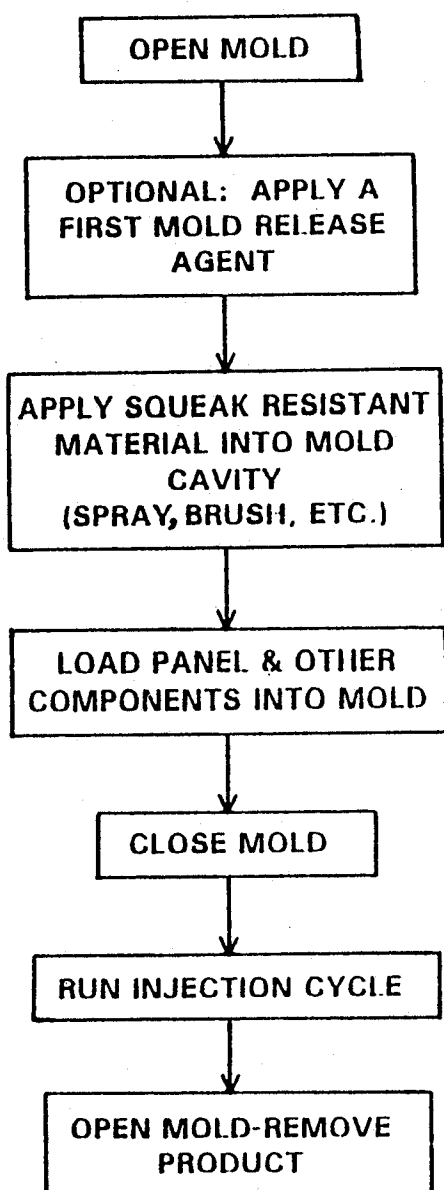 OPEN MOLD
OPTIONAL: APPLY A
FIRST MOLD RELEASE
AGENT
APPLY SQUEAK RESISTANT
MATERIAL INTO MOLD
CAVITY
(SPRAY, BRUSH, ETC.)
LOAD PANEL & OTHER
COMPONENTS INTO MOLD
CLOSE MOLD
RUN INJECTION CYCLE
OPEN MOLD-REMOVE
PRODUCT